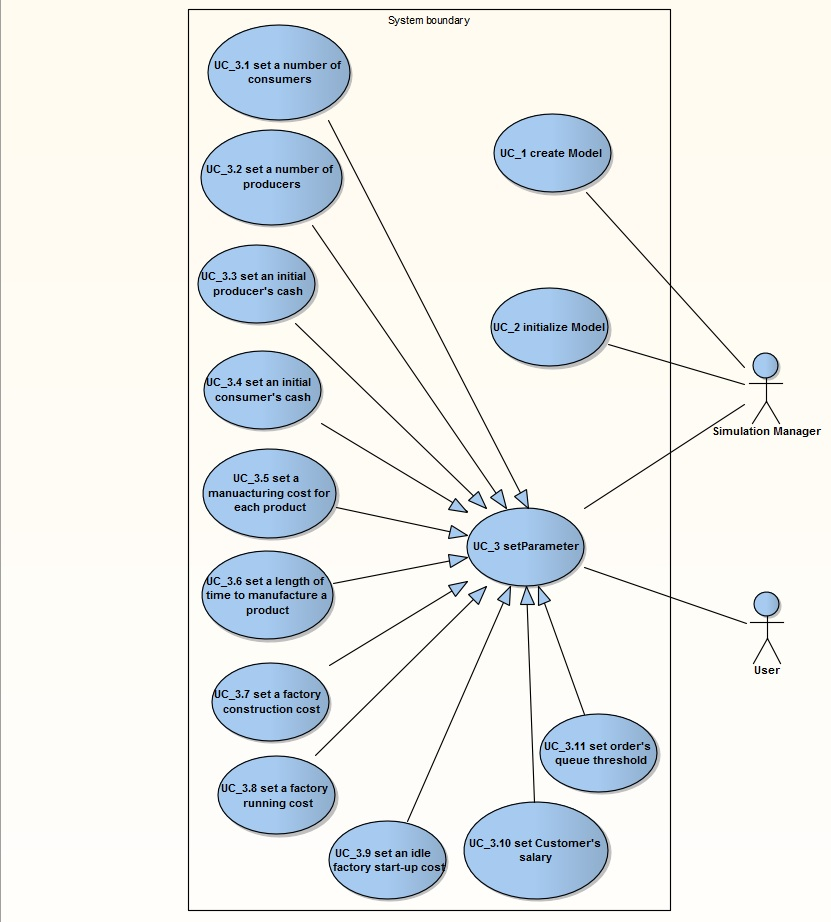 System boundary
UC_3.1 set a number of
consumers
UC_3.2 set a number of
producers
UC_1 create Model
UC_3.3 set an initial
producer's cash
UC_2 initialize Model
UC_3.4 set an initial
consumer's cash
Simulation Manager
UC_3.5 set a
manuacturing cost for
each product
UC_3 setParameter
UC_3.6 set a length of
time to manufacture a
product
User
UC_3.7 set a factory
construction cost
UC_3.11 set order's
queue threshold
UC_3.8 set a factory
running cost
UC_3.9 set an idle
factory start-up cost
UC_3.10 set Customer's
salary